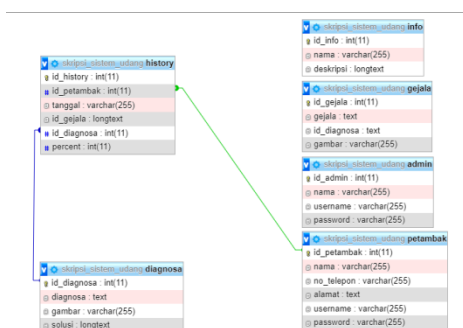 skripsi_sistem_udang history
id_history : int(11)
id_petambak : int(11)
tanggal : varchar(255)
id_gejala : longtext
id_diagnosa : int(11)
percent : int(11)
skripsi_sistem_udang diagnosa
id_diagnosa : int(11)
diagnosa : text
gambar : varchar(255)
solusi : longtext
skripsi_sistem_udang info
id_info : int(11)
nama : varchar(255)
deskripsi : longtext
skripsi_sistem_udang gejala
id_gejala : int(11)
gejala : text
id_diagnosa : text
gambar : varchar(255)
skripsi_sistem_udang admin
id_admin : int(11)
nama : varchar(255)
username : varchar(255)
password : varchar(255)
skripsi_sistem_udang petambak
id_petambak : int(11)
nama : varchar(255)
no_telepon : varchar(255)
alamat : text
username : varchar(255)
password : varchar(255)